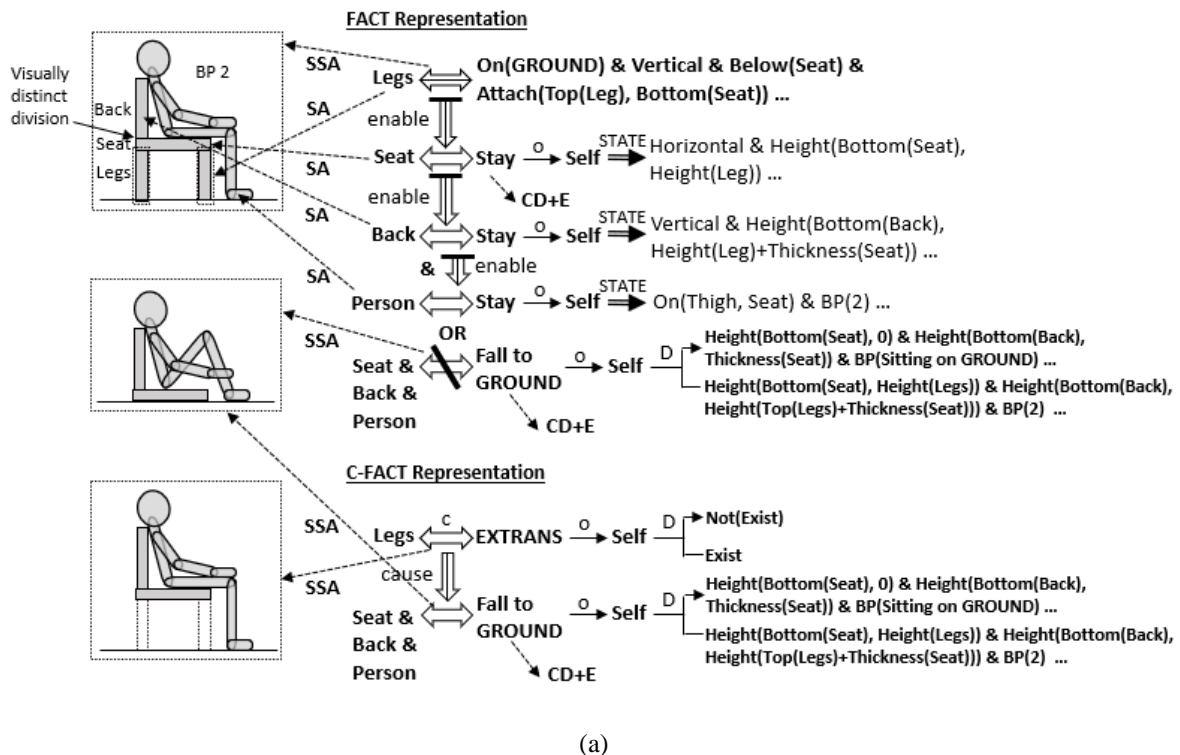 FACT Representation
Visually
distinct
division
BP 2
Back
Seat
Legs
SSA
SA
SA
SA
SA
SSA
Legs
On(GROUND) & Vertical & Below(Seat) &
Attach(Top(Leg), Bottom(Seat)) ...
enable
Seat Stay o Self STATE Horizontal & Height(Bottom(Seat),
Height(Leg)) ...
CD+E
enable
Back Stay o Self STATE Vertical & Height(Bottom(Back),
Height(Leg)+Thickness(Seat)) ...
& enable
Person Stay o Self STATE On(Thigh, Seat) & BP(2) ...
OR
Seat &
Back &
Person
Fall to
GROUND
o Self D
Height(Bottom(Seat), 0) & Height(Bottom(Back),
Thickness(Seat)) & BP(Sitting on GROUND) ...
Height(Bottom(Seat), Height(Legs)) & Height(Bottom(Back),
Height(Top(Legs)+Thickness(Seat))) & BP(2) ...
CD+E
C-FACT Representation
SSA
SSA
Legs c EXTRANS o Self D
Not(Exist)
Exist
cause
Seat &
Back &
Person
Fall to
GROUND
o Self D
Height(Bottom(Seat), 0) & Height(Bottom(Back),
Thickness(Seat)) & BP(Sitting on GROUND) ...
Height(Bottom(Seat), Height(Legs)) & Height(Bottom(Back),
Height(Top(Legs)+Thickness(Seat))) & BP(2) ...
CD+E
(a)